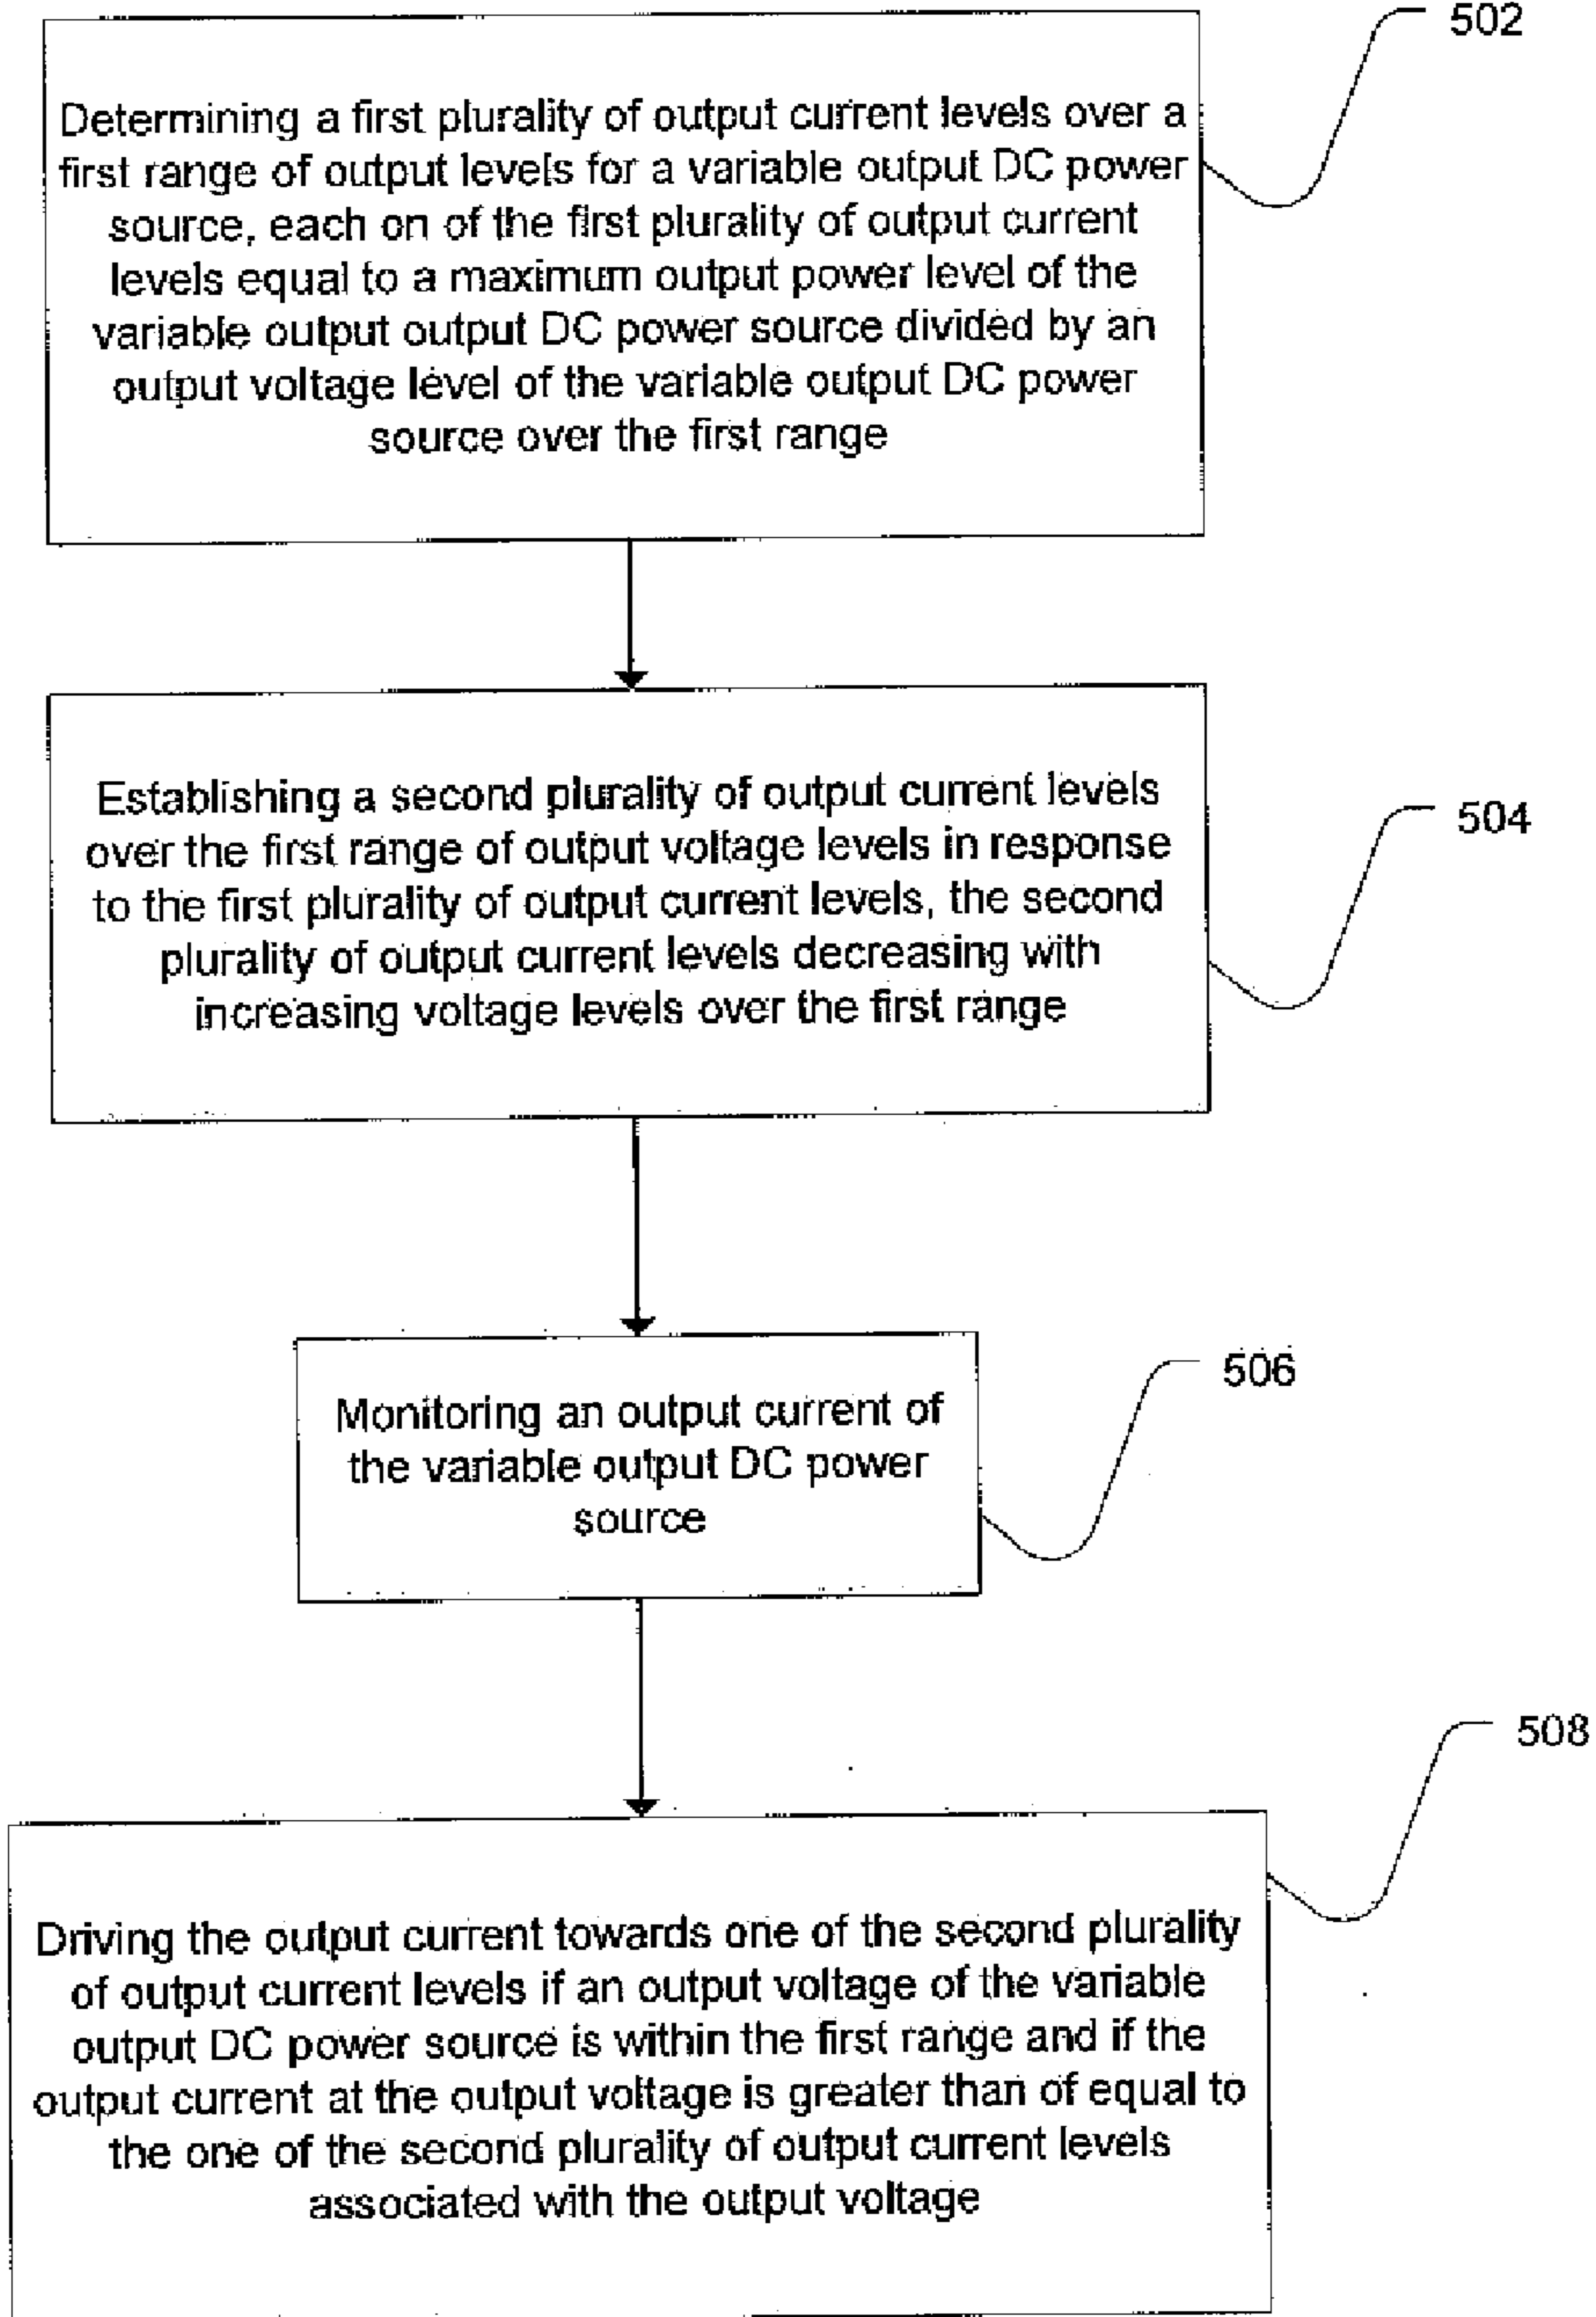 502
Determining a first plurality of output current levels over a
first range of output levels for a variable output DC power
source, each on of the first plurality of output current
levels equal to a maximum output power level of the
variable output output DC power source divided by an
output voltage level of the variable output DC power
source over the first range
Establishing a second plurality of output current levels
over the first range of output voltage levels in response
to the first plurality of output current levels, the second
plurality of output current levels decreasing with
increasing voltage levels over the first range
504
Monitoring an output current of
the variable output DC power
source
506
508
Driving the output current towards one of the second plurality
of output current levels if an output voltage of the variable
output DC power source is within the first range and if the
output current at the output voltage is greater than of equal to
the one of the second plurality of output current levels
associated with the output voltage